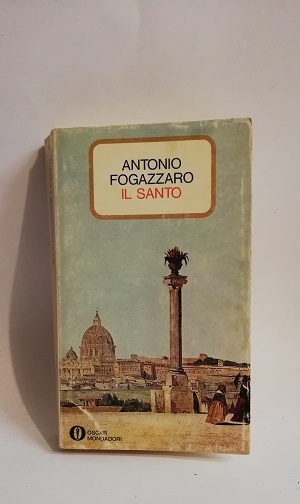 ANTONIO
FOGAZZARO
IL SANTO
OSCAR
MONDADORI